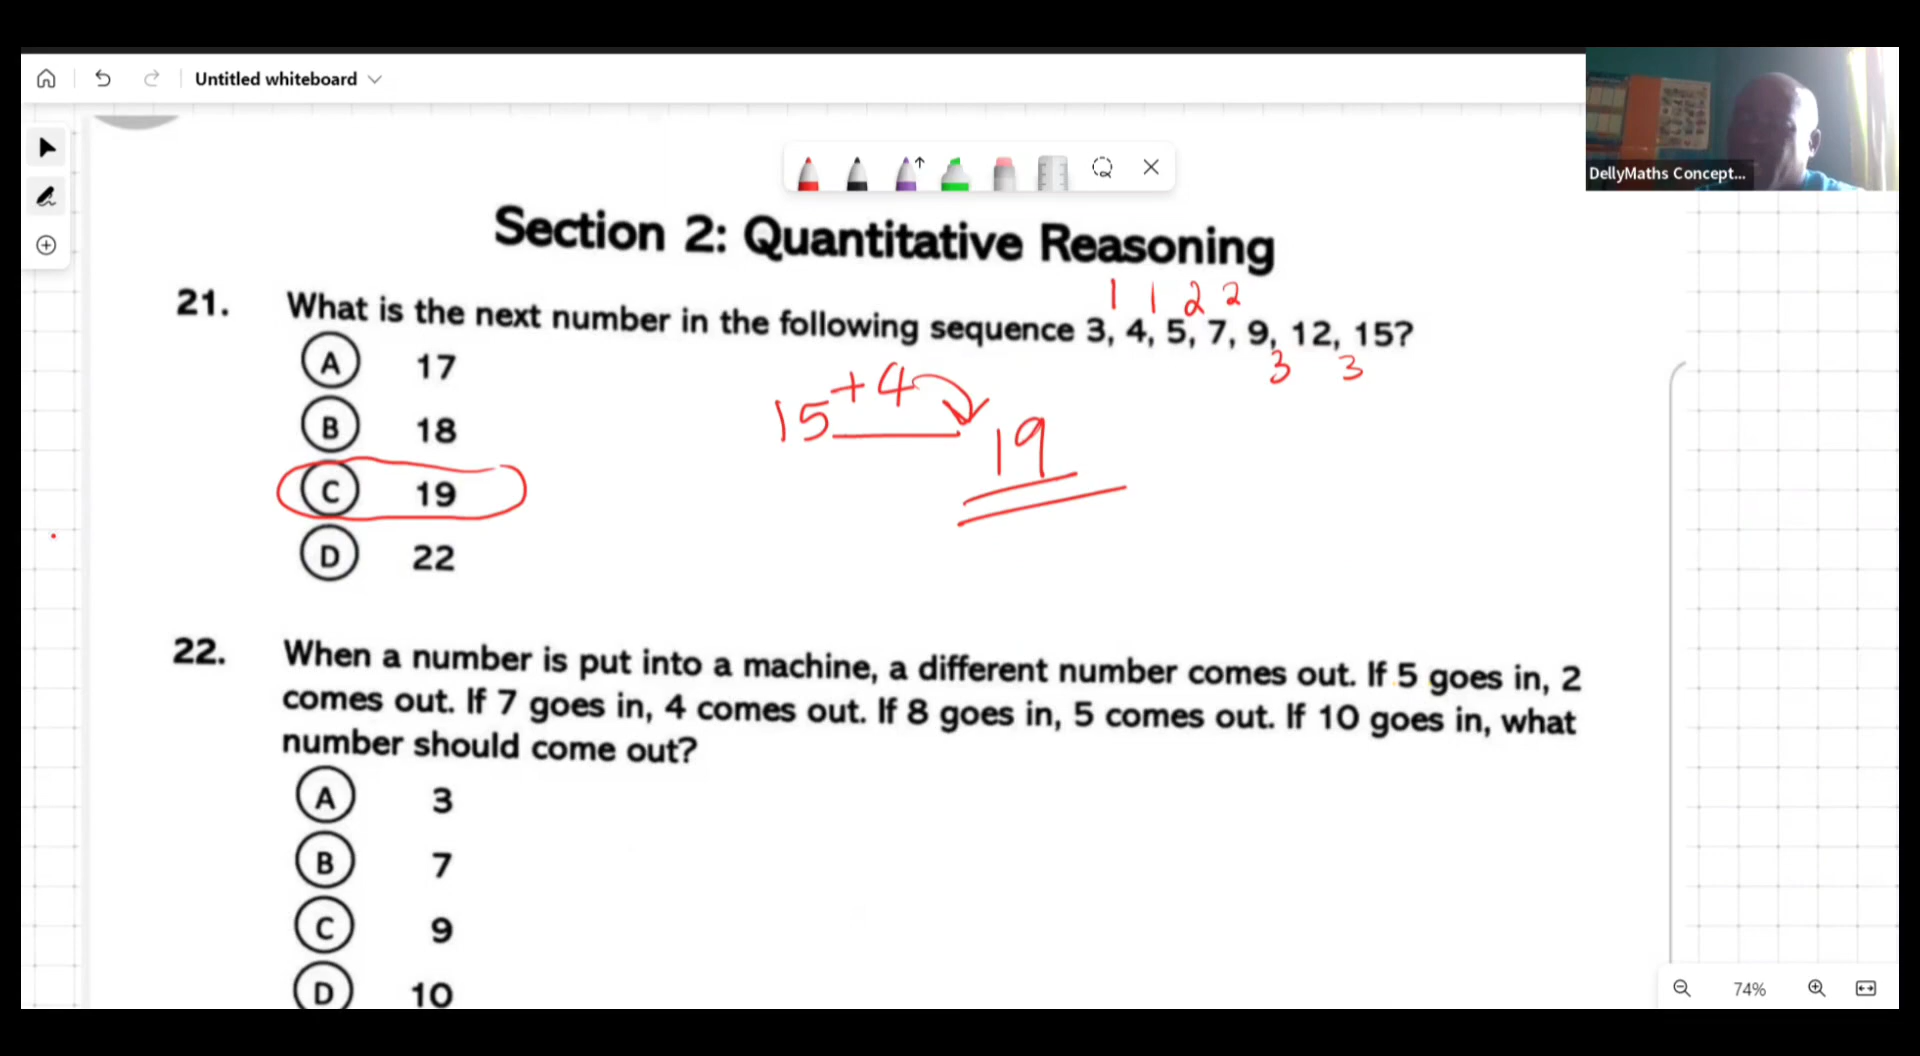 Untitled whiteboard
DellyMaths Concept...
Section 2: Quantitative Reasoning
1 1 2 2
21. What is the next number in the following sequence 3, 4, 5, 7, 9, 12, 15?
3 3
A 17
15 +4
B 18
19
C 19
D 22
22. When a number is put into a machine, a different number comes out. If 5 goes in, 2
comes out. If 7 goes in, 4 comes out. If 8 goes in, 5 comes out. If 10 goes in, what
number should come out?
A 3
B 7
C 9
D 10
74%